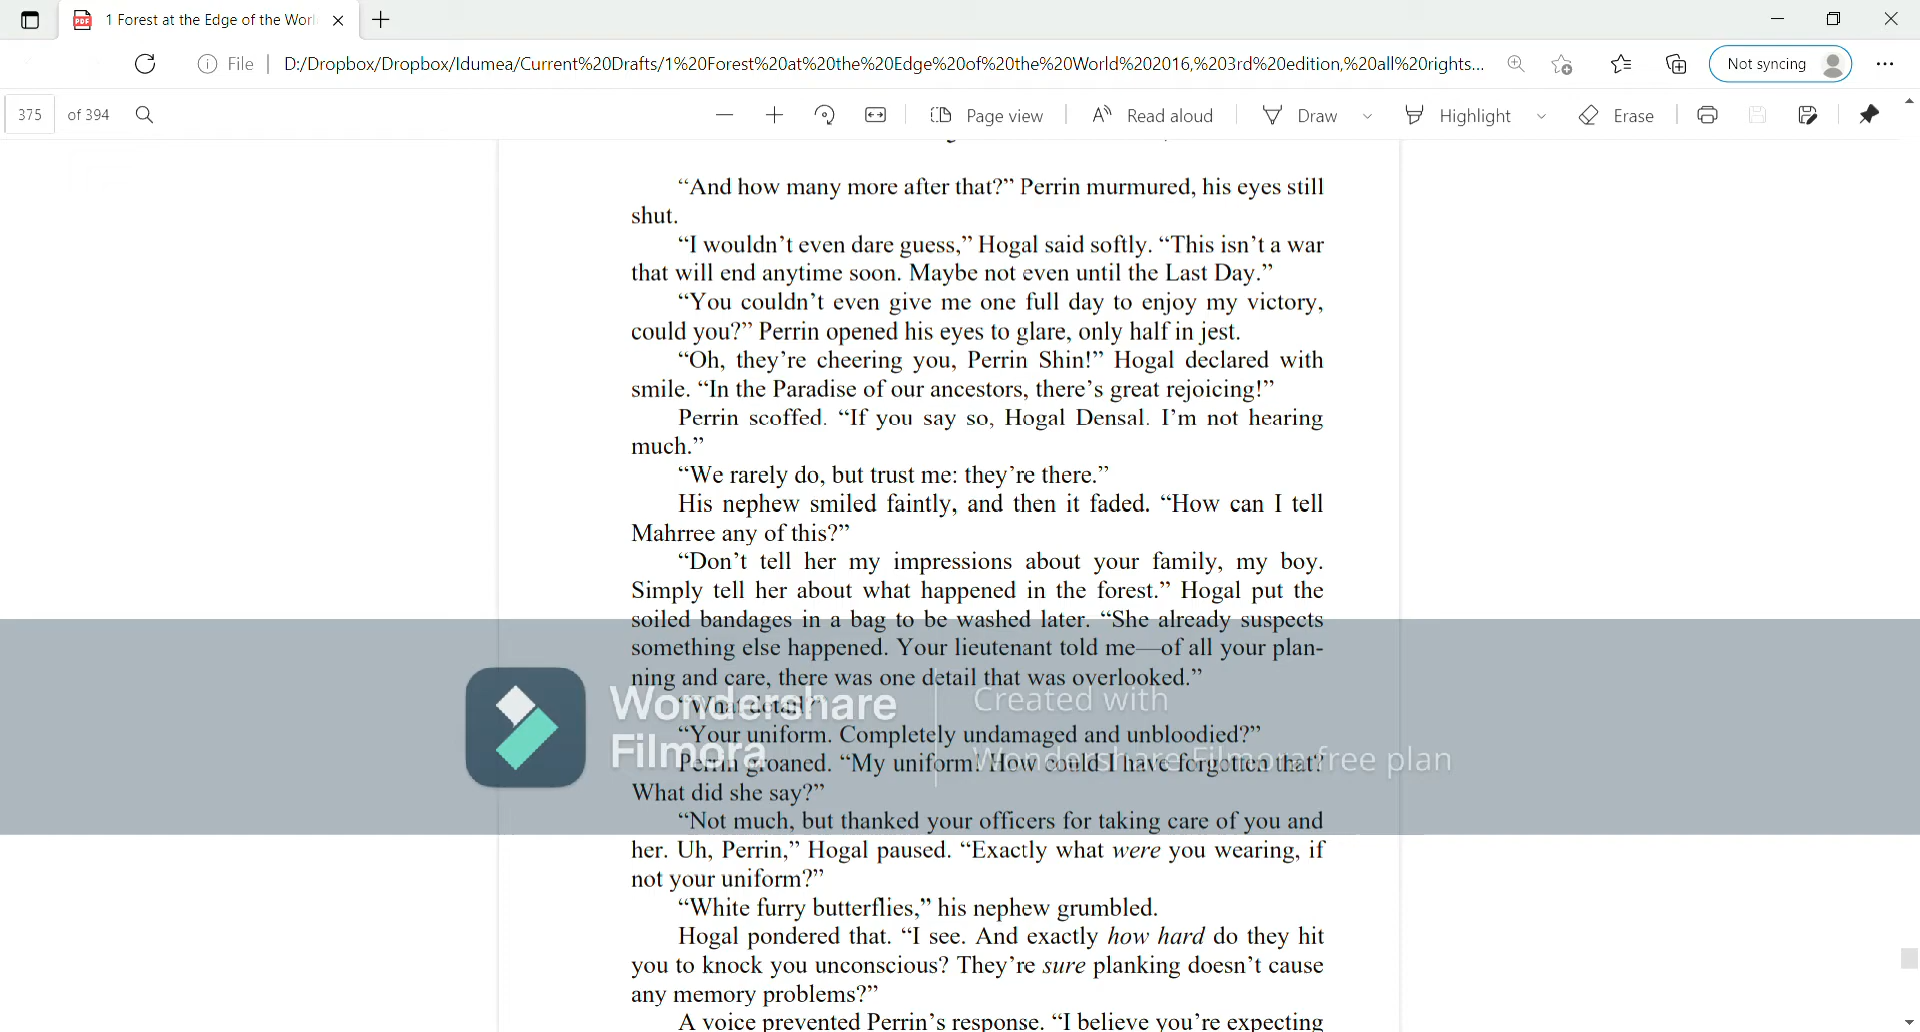 1 Forest at the Edge of the Worl
File
D:/Dropbox/Dropbox/Idumea/Current%20Drafts/1%20Forest%20at%20the%20Edge%20of%20the%20World%202016,%203rd%20edition,%20all%20rights...
Not syncing
375 of 394
Page view
Read aloud
Draw
Highlight
Erase
“And how many more after that?” Perrin murmured, his eyes still
shut.
“I wouldn’t even dare guess,” Hogal said softly. “This isn’t a war
that will end anytime soon. Maybe not even until the Last Day.”
“You couldn’t even give me one full day to enjoy my victory,
could you?” Perrin opened his eyes to glare, only half in jest.
“Oh, they’re cheering you, Perrin Shin!” Hogal declared with
smile. “In the Paradise of our ancestors, there’s great rejoicing!”
Perrin scoffed. “If you say so, Hogal Densal. I’m not hearing
much.”
“We rarely do, but trust me: they’re there.”
His nephew smiled faintly, and then it faded. “How can I tell
Mahrree any of this?”
“Don’t tell her my impressions about your family, my boy.
Simply tell her about what happened in the forest.” Hogal put the
soiled bandages in a bag to be washed later. “She already suspects
something else happened. Your lieutenant told me—of all your plan-
ning and care, there was one detail that was overlooked.”
“What detail?”
“Your uniform. Completely undamaged and unbloodied?”
Perrin groaned. “My uniform! How could I have forgotten that?
What did she say?”
“Not much, but thanked your officers for taking care of you and
her. Uh, Perrin,” Hogal paused. “Exactly what were you wearing, if
not your uniform?”
“White furry butterflies,” his nephew grumbled.
Hogal pondered that. “I see. And exactly how hard do they hit
you to knock you unconscious? They’re sure planking doesn’t cause
any memory problems?”
A voice prevented Perrin’s response. “I believe you’re expecting
Wondershare
Filmora
Created with
Wondershare Filmora free plan